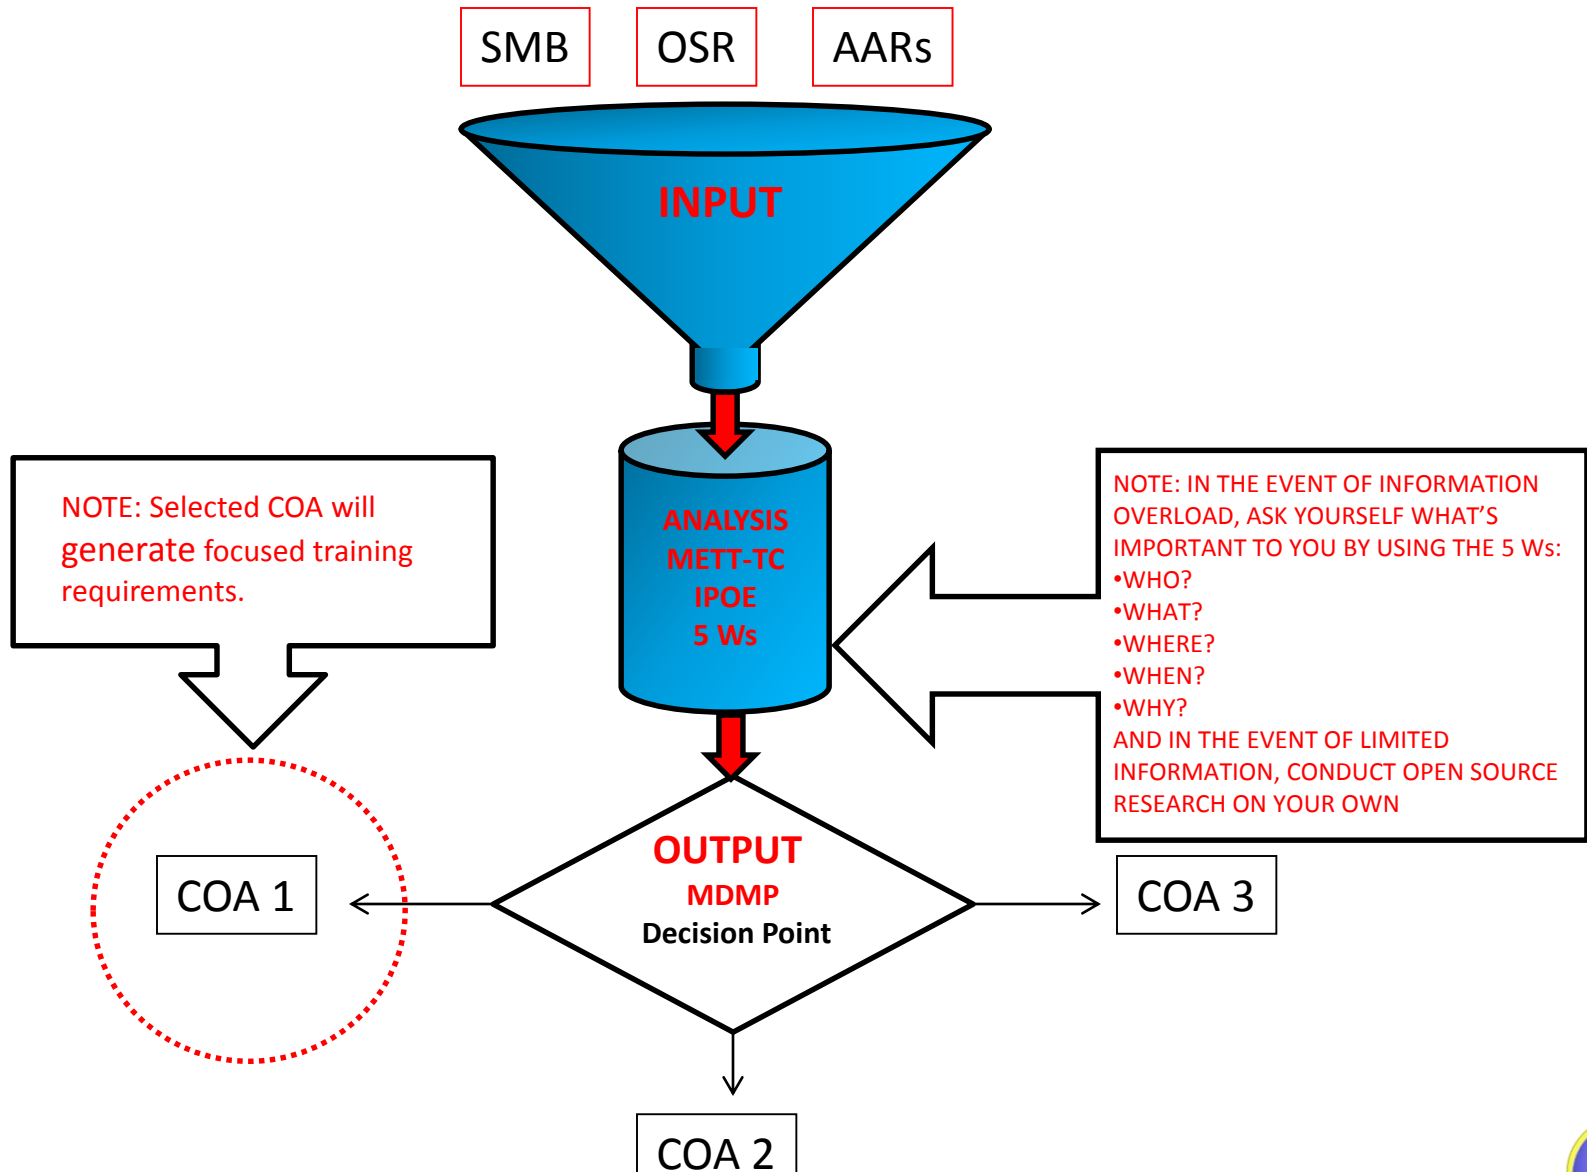 SMB OSR AARs
INPUT
ANALYSIS
METT-TC
IPOE
5 Ws
NOTE: Selected COA will
generate focused training
requirements.
NOTE: IN THE EVENT OF INFORMATION
OVERLOAD, ASK YOURSELF WHAT’S
IMPORTANT TO YOU BY USING THE 5 Ws:
•WHO?
•WHAT?
•WHERE?
•WHEN?
•WHY?
AND IN THE EVENT OF LIMITED
INFORMATION, CONDUCT OPEN SOURCE
RESEARCH ON YOUR OWN
OUTPUT
MDMP
Decision Point
COA 1
COA 3
COA 2